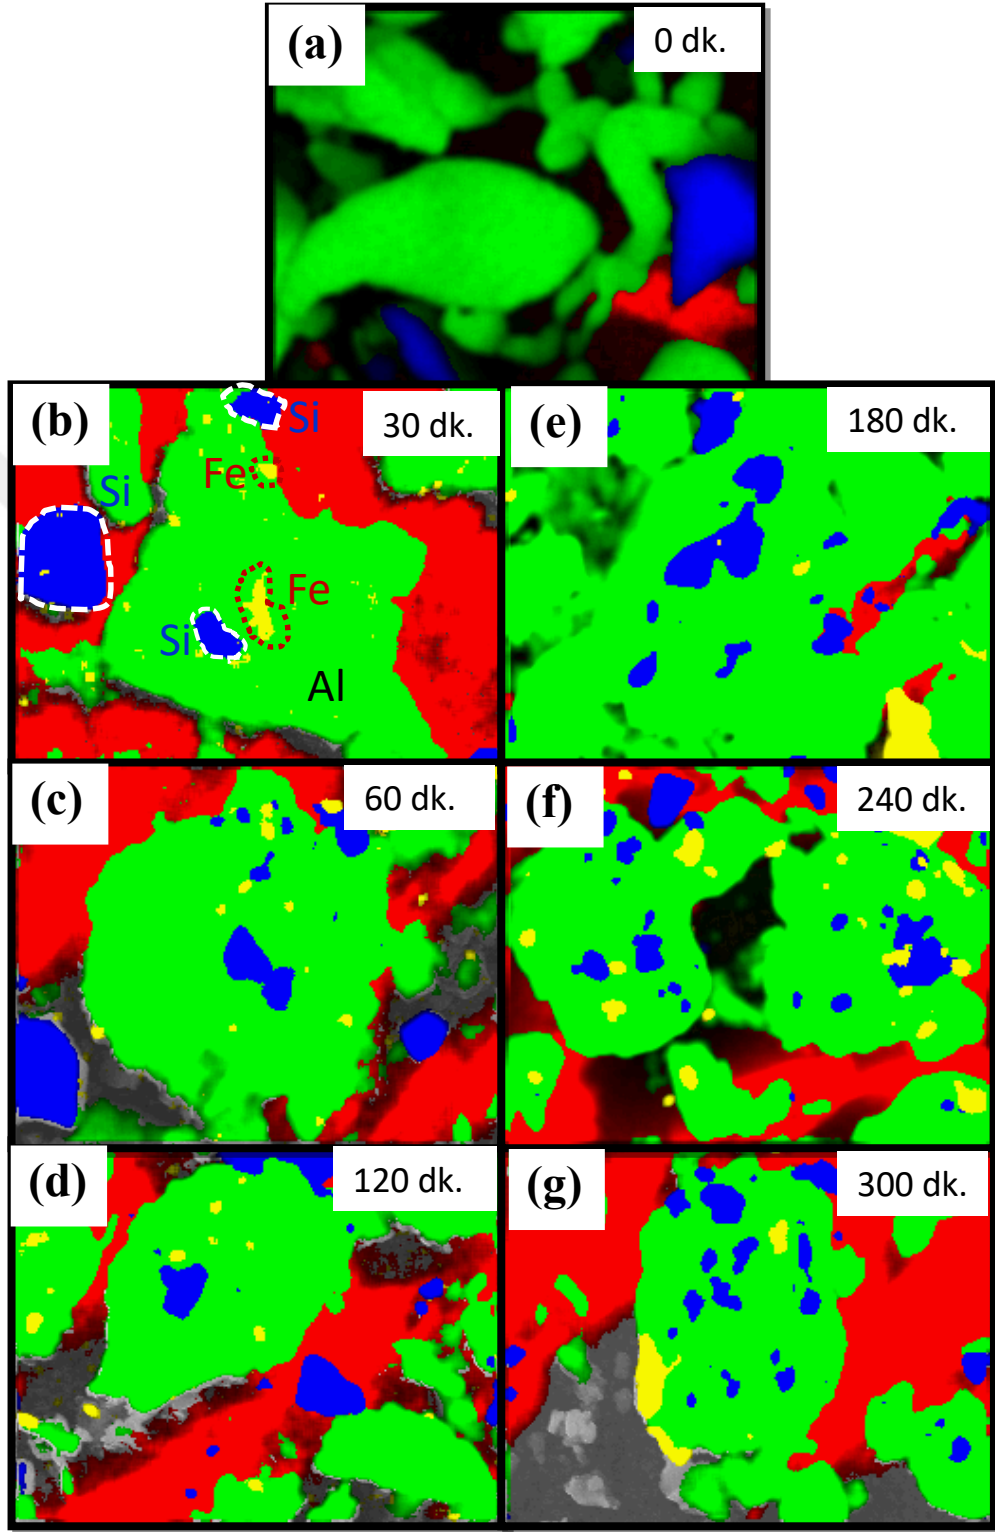 (a)
0 dk.
(b)
30 dk.
Si
Fe
Si
Fe
Si
Al
(e)
180 dk.
(c)
60 dk.
(f)
240 dk.
(d)
120 dk.
(g)
300 dk.